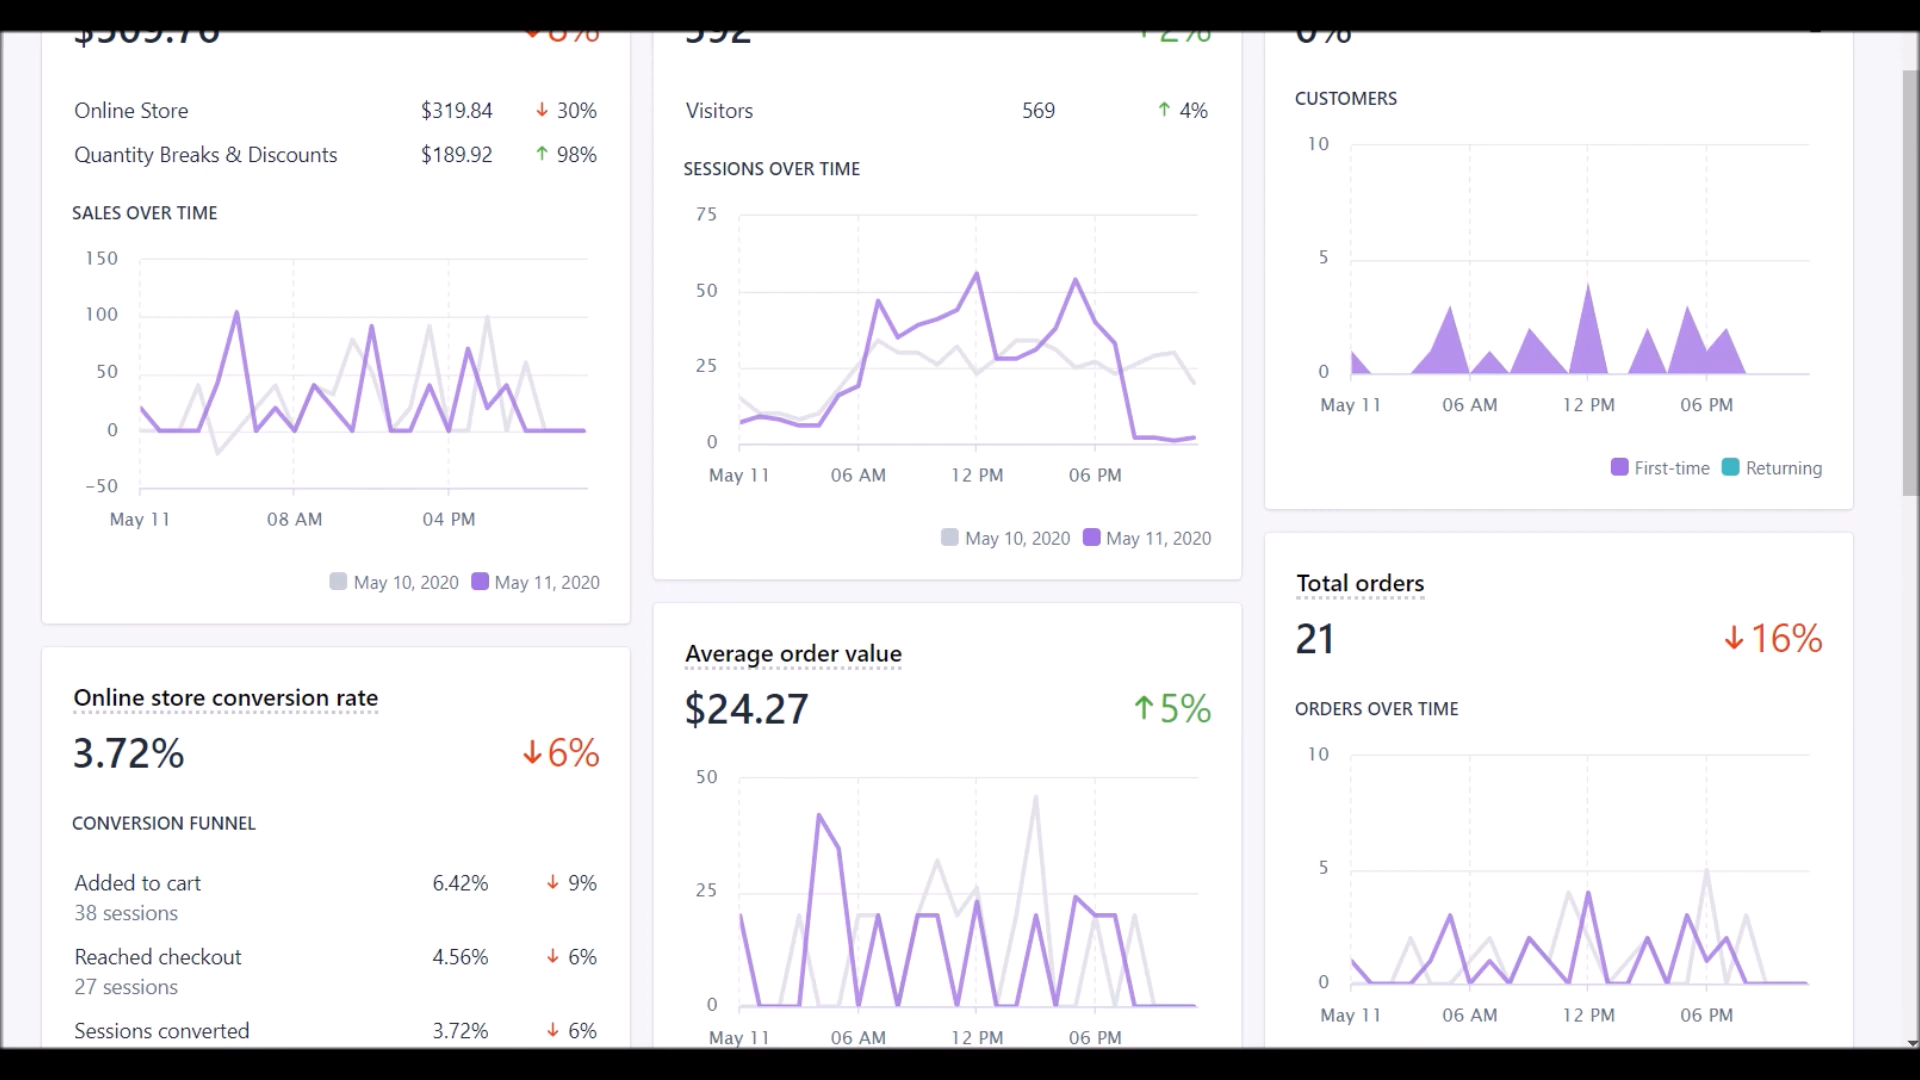 $509.76 ↓ 6%
Online Store $319.84 ↓ 30%
Quantity Breaks & Discounts $189.92 ↑ 98%
SALES OVER TIME
150
100
50
0
−50
May 11 08 AM 04 PM
May 10, 2020 May 11, 2020
592 ↑ 2%
Visitors 569 ↑ 4%
SESSIONS OVER TIME
75
50
25
0
May 11 06 AM 12 PM 06 PM
May 10, 2020 May 11, 2020
0%
CUSTOMERS
10
5
0
May 11 06 AM 12 PM 06 PM
First-time Returning
Online store conversion rate
3.72% ↓6%
CONVERSION FUNNEL
Added to cart 6.42% ↓ 9%
38 sessions
Reached checkout 4.56% ↓ 6%
27 sessions
Sessions converted 3.72% ↓ 6%
Average order value
$24.27 ↑5%
50
25
0
May 11 06 AM 12 PM 06 PM
Total orders
21 ↓16%
ORDERS OVER TIME
10
5
0
May 11 06 AM 12 PM 06 PM